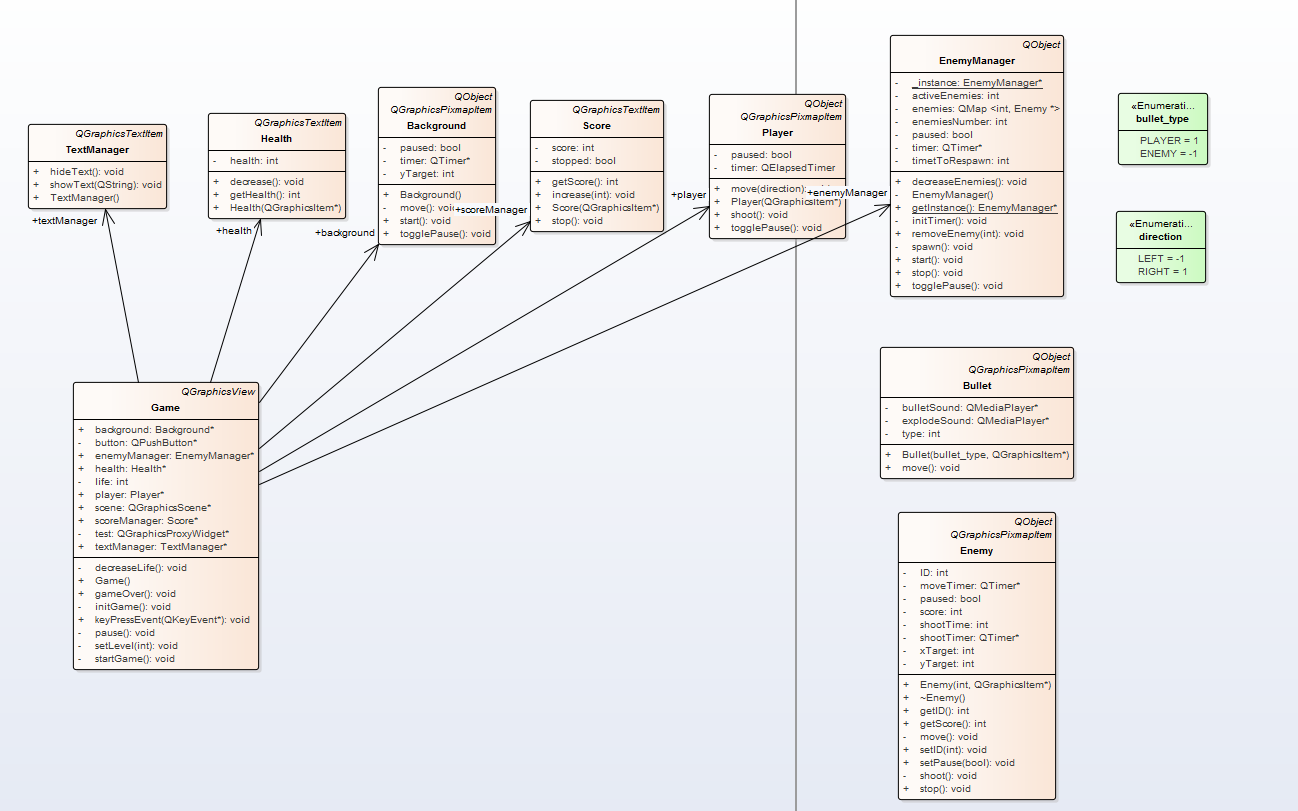 QGraphicsTextItem
TextManager
+ hideText(): void
+ showText(QString): void
+ TextManager()
+textManager
QGraphicsTextItem
Health
- health: int
+ decrease(): void
+ getHealth(): int
+ Health(QGraphicsItem*)
+health
QObject
QGraphicsPixmapItem
Background
- paused: bool
- timer: QTimer*
- yTarget: int
+ Background()
- move(): void
+ start(): void
+ togglePause(): void
+background
QGraphicsTextItem
Score
- score: int
- stopped: bool
+ getScore(): int
+ increase(int): void
+ Score(QGraphicsItem*)
+ stop(): void
+scoreManager
QObject
QGraphicsPixmapItem
Player
- paused: bool
- timer: QElapsedTimer
+ move(direction):
+ Player(QGraphicsItem*)
+ shoot(): void
+ togglePause(): void
+player
QObject
EnemyManager
- _instance: EnemyManager*
- activeEnemies: int
- enemies: QMap <int, Enemy *>
- enemiesNumber: int
- paused: bool
- timer: QTimer*
- timetToRespawn: int
+ decreaseEnemies(): void
- EnemyManager()
+ getInstance(): EnemyManager*
- initTimer(): void
+ removeEnemy(int): void
- spawn(): void
+ start(): void
+ stop(): void
+ togglePause(): void
+enemyManager
«Enumerati...
bullet_type
PLAYER = 1
ENEMY = -1
«Enumerati...
direction
LEFT = -1
RIGHT = 1
QGraphicsView
Game
+ background: Background*
- button: QPushButton*
+ enemyManager: EnemyManager*
+ health: Health*
- life: int
+ player: Player*
+ scene: QGraphicsScene*
+ scoreManager: Score*
- test: QGraphicsProxyWidget*
+ textManager: TextManager*
- decreaseLife(): void
+ Game()
+ gameOver(): void
- initGame(): void
+ keyPressEvent(QKeyEvent*): void
- pause(): void
- setLevel(int): void
- startGame(): void
QObject
QGraphicsPixmapItem
Bullet
- bulletSound: QMediaPlayer*
- explodeSound: QMediaPlayer*
- type: int
+ Bullet(bullet_type, QGraphicsItem*)
+ move(): void
QObject
QGraphicsPixmapItem
Enemy
- ID: int
- moveTimer: QTimer*
- paused: bool
- score: int
- shootTime: int
- shootTimer: QTimer*
- xTarget: int
- yTarget: int
+ Enemy(int, QGraphicsItem*)
+ ~Enemy()
+ getID(): int
+ getScore(): int
- move(): void
+ setID(int): void
+ setPause(bool): void
- shoot(): void
+ stop(): void